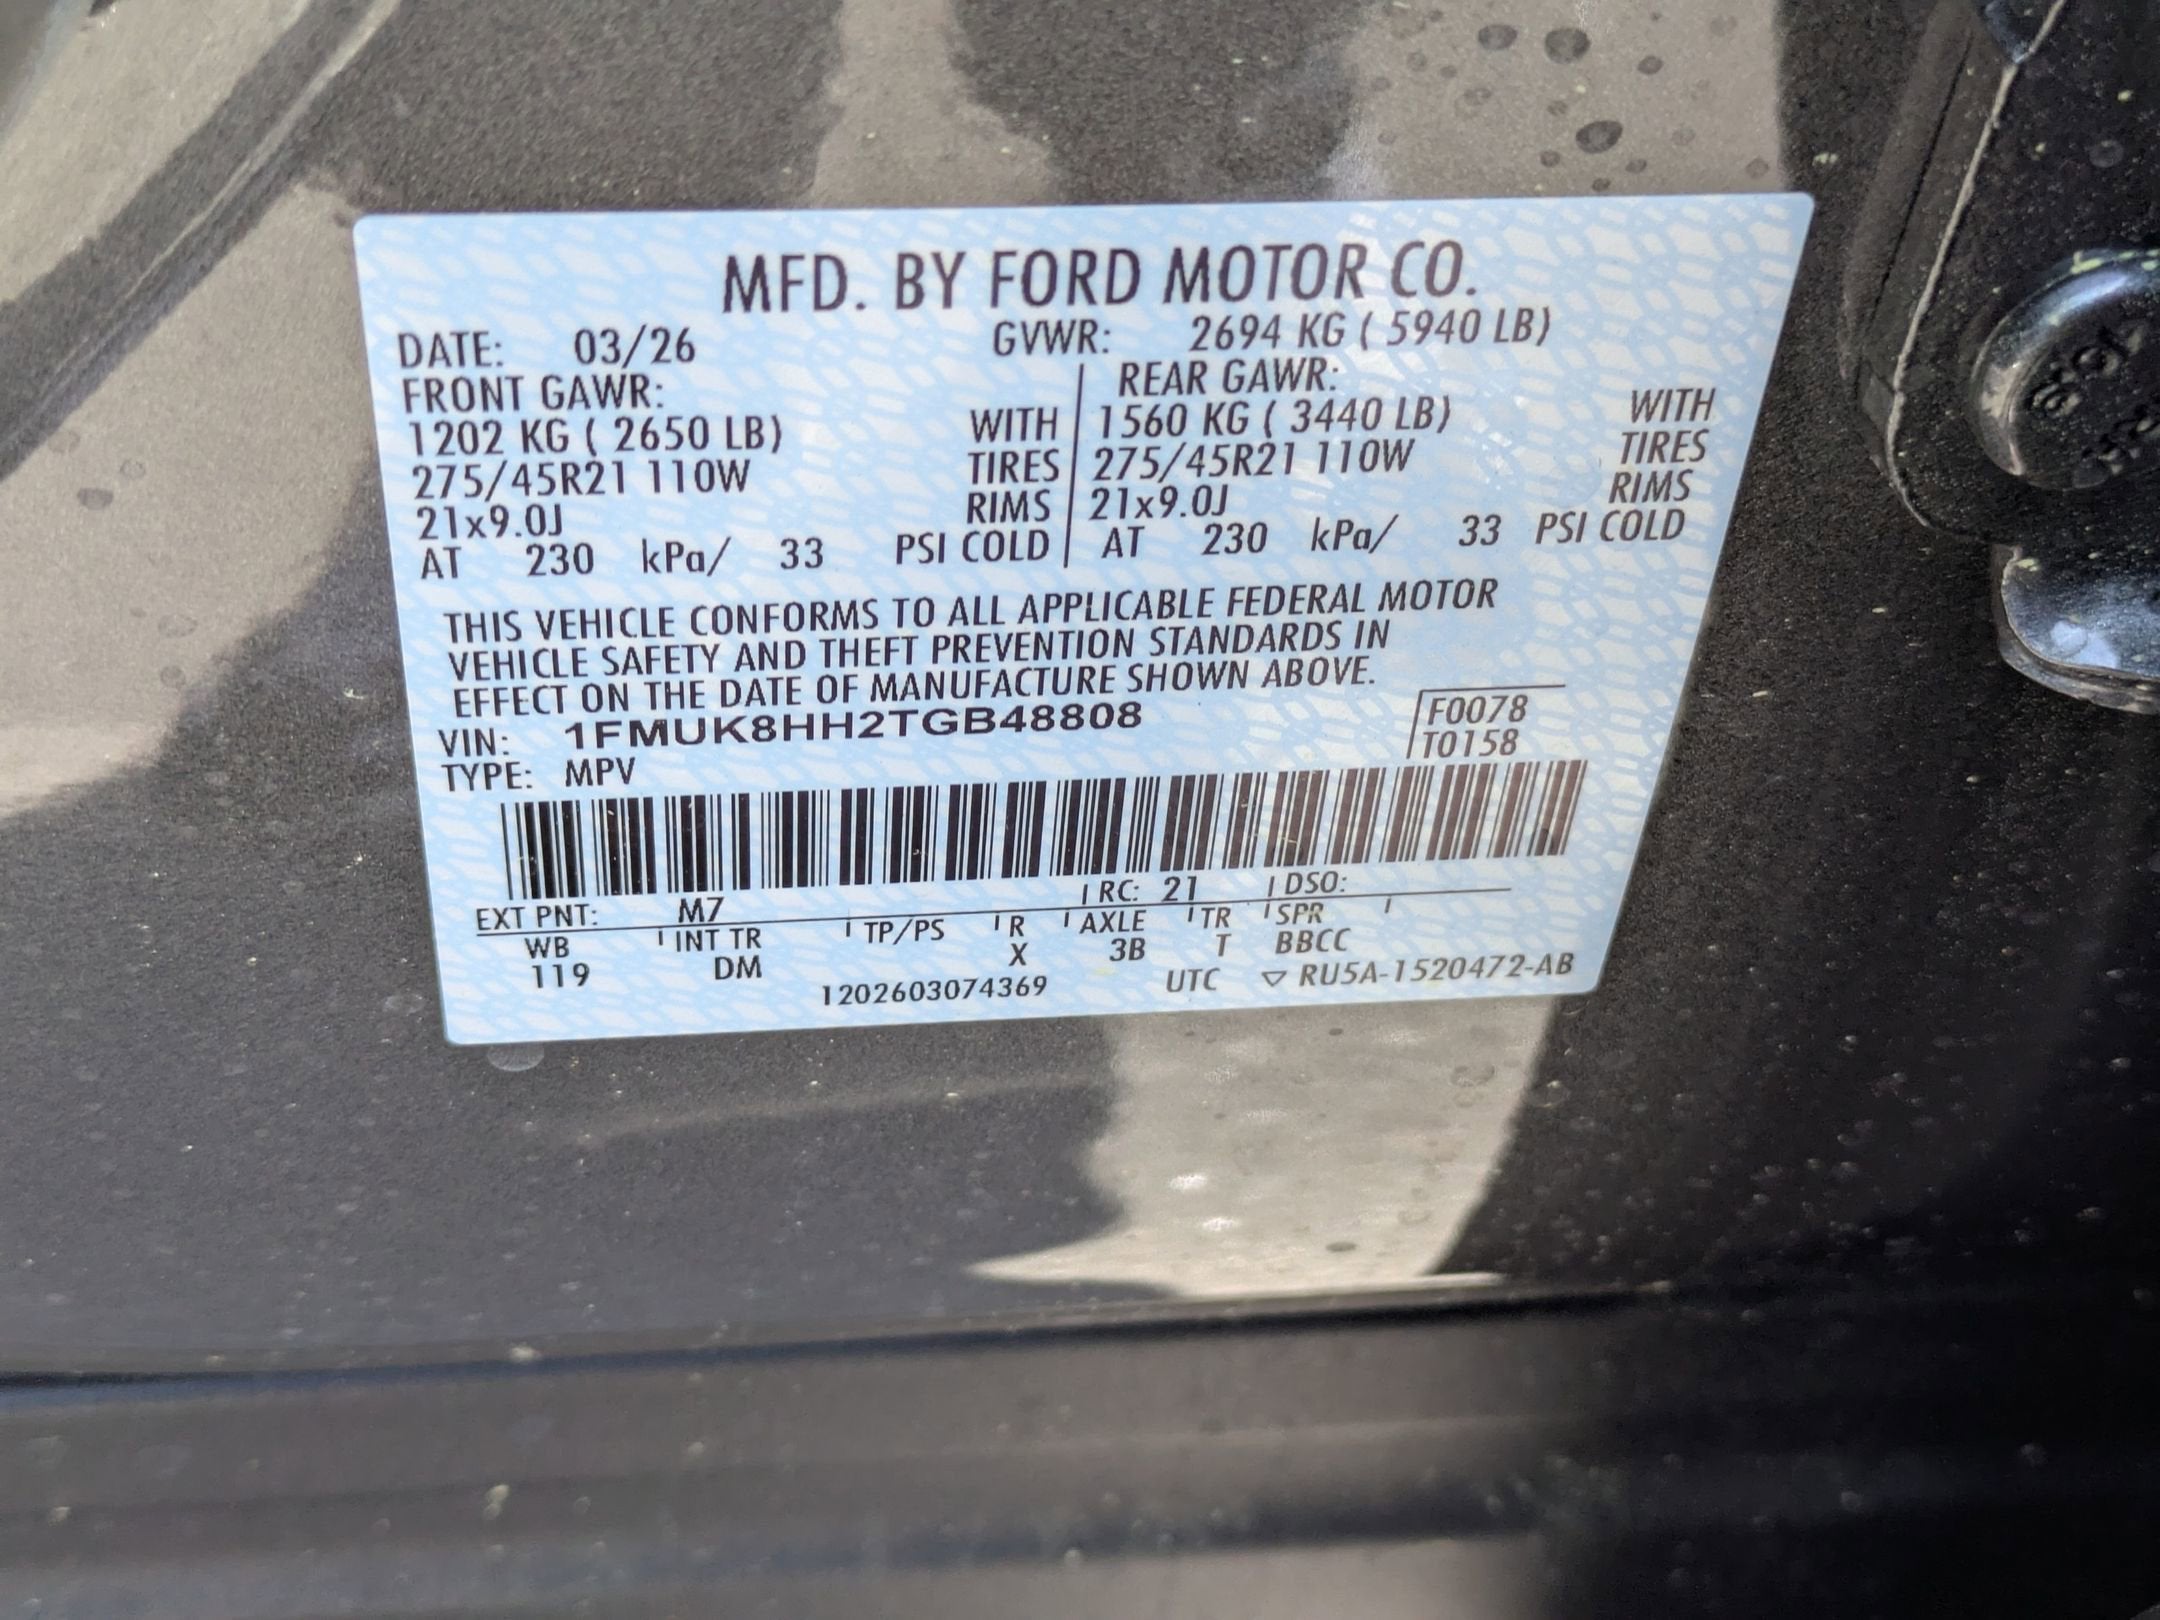 MFD. BY FORD MOTOR CO.
DATE: 03/26 GVWR: 2694 KG ( 5940 LB)
FRONT GAWR: REAR GAWR:
1202 KG ( 2650 LB) WITH 1560 KG ( 3440 LB) WITH
275/45R21 110W TIRES 275/45R21 110W TIRES
21x9.0J RIMS 21x9.0J RIMS
AT 230 kPa/ 33 PSI COLD AT 230 kPa/ 33 PSI COLD
THIS VEHICLE CONFORMS TO ALL APPLICABLE FEDERAL MOTOR
VEHICLE SAFETY AND THEFT PREVENTION STANDARDS IN
EFFECT ON THE DATE OF MANUFACTURE SHOWN ABOVE.
VIN: 1FMUK8HH2TGB48808 F0078
TYPE: MPV T0158
EXT PNT: M7 RC: 21 DSO:
WB INT TR TP/PS R AXLE TR SPR
119 DM X 3B T BBCC
1202603074369 UTC ▽ RU5A-1520472-AB